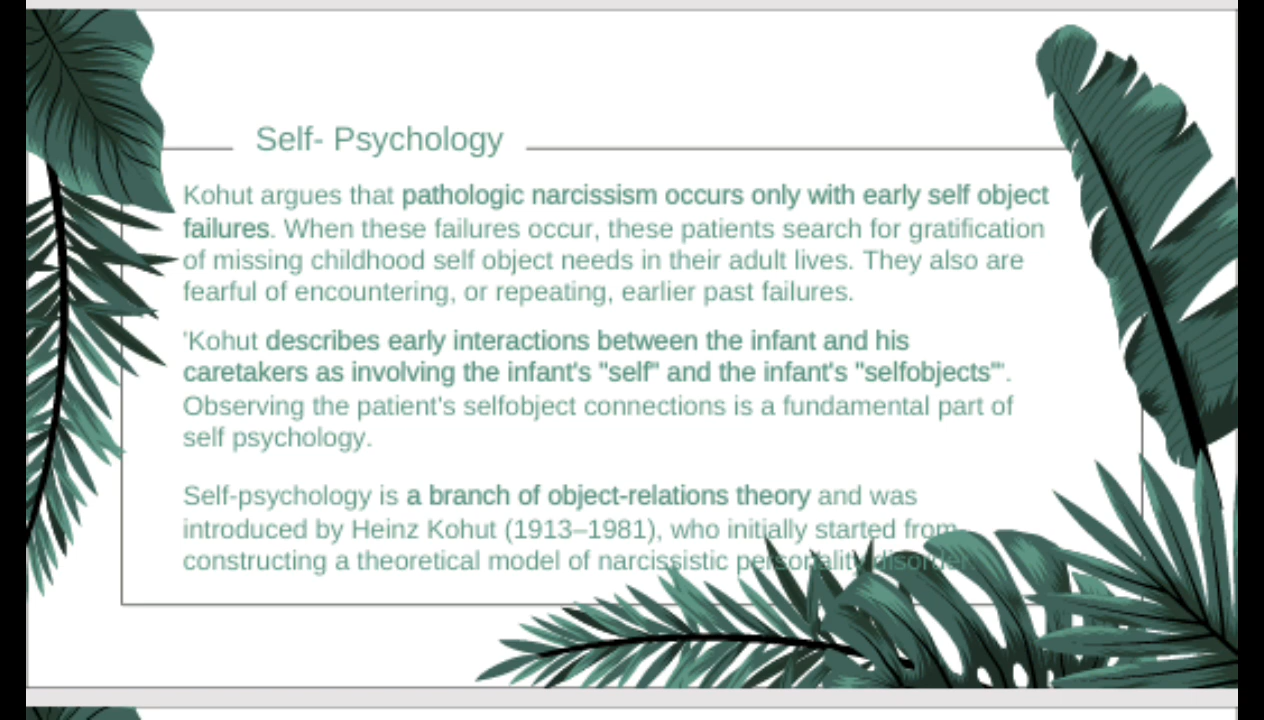 Self- Psychology
Kohut argues that pathologic narcissism occurs only with early self object
failures. When these failures occur, these patients search for gratification
of missing childhood self object needs in their adult lives. They also are
fearful of encountering, or repeating, earlier past failures.
'Kohut describes early interactions between the infant and his
caretakers as involving the infant's "self" and the infant's "selfobjects"'.
Observing the patient's selfobject connections is a fundamental part of
self psychology.
Self-psychology is a branch of object-relations theory and was
introduced by Heinz Kohut (1913–1981), who initially started from
constructing a theoretical model of narcissistic personality disorder